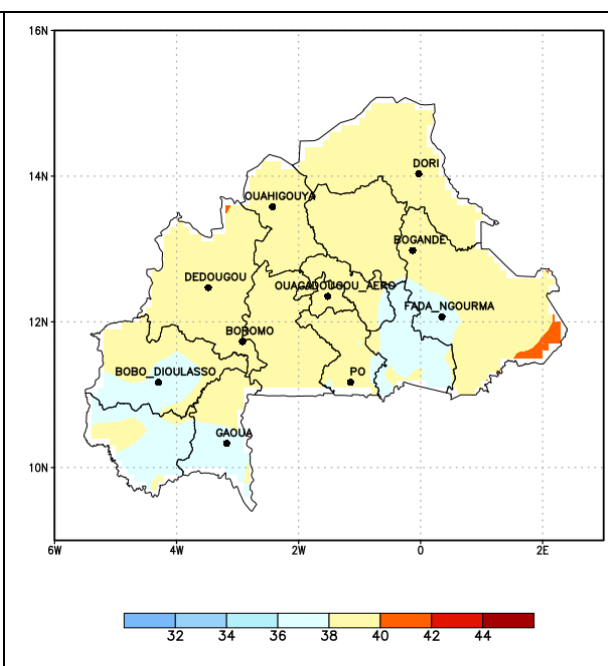 16N
DORI
14N
OUAHIGOUYA
BOGANDE
DEDOUGOU
OUAGADOUGOU_AERO
FADA_NGOURMA
12N
BOROMO
BOBO_DIOULASSO
PO
GAOUA
10N
6W 4W 2W 0 2E
32 34 36 38 40 42 44